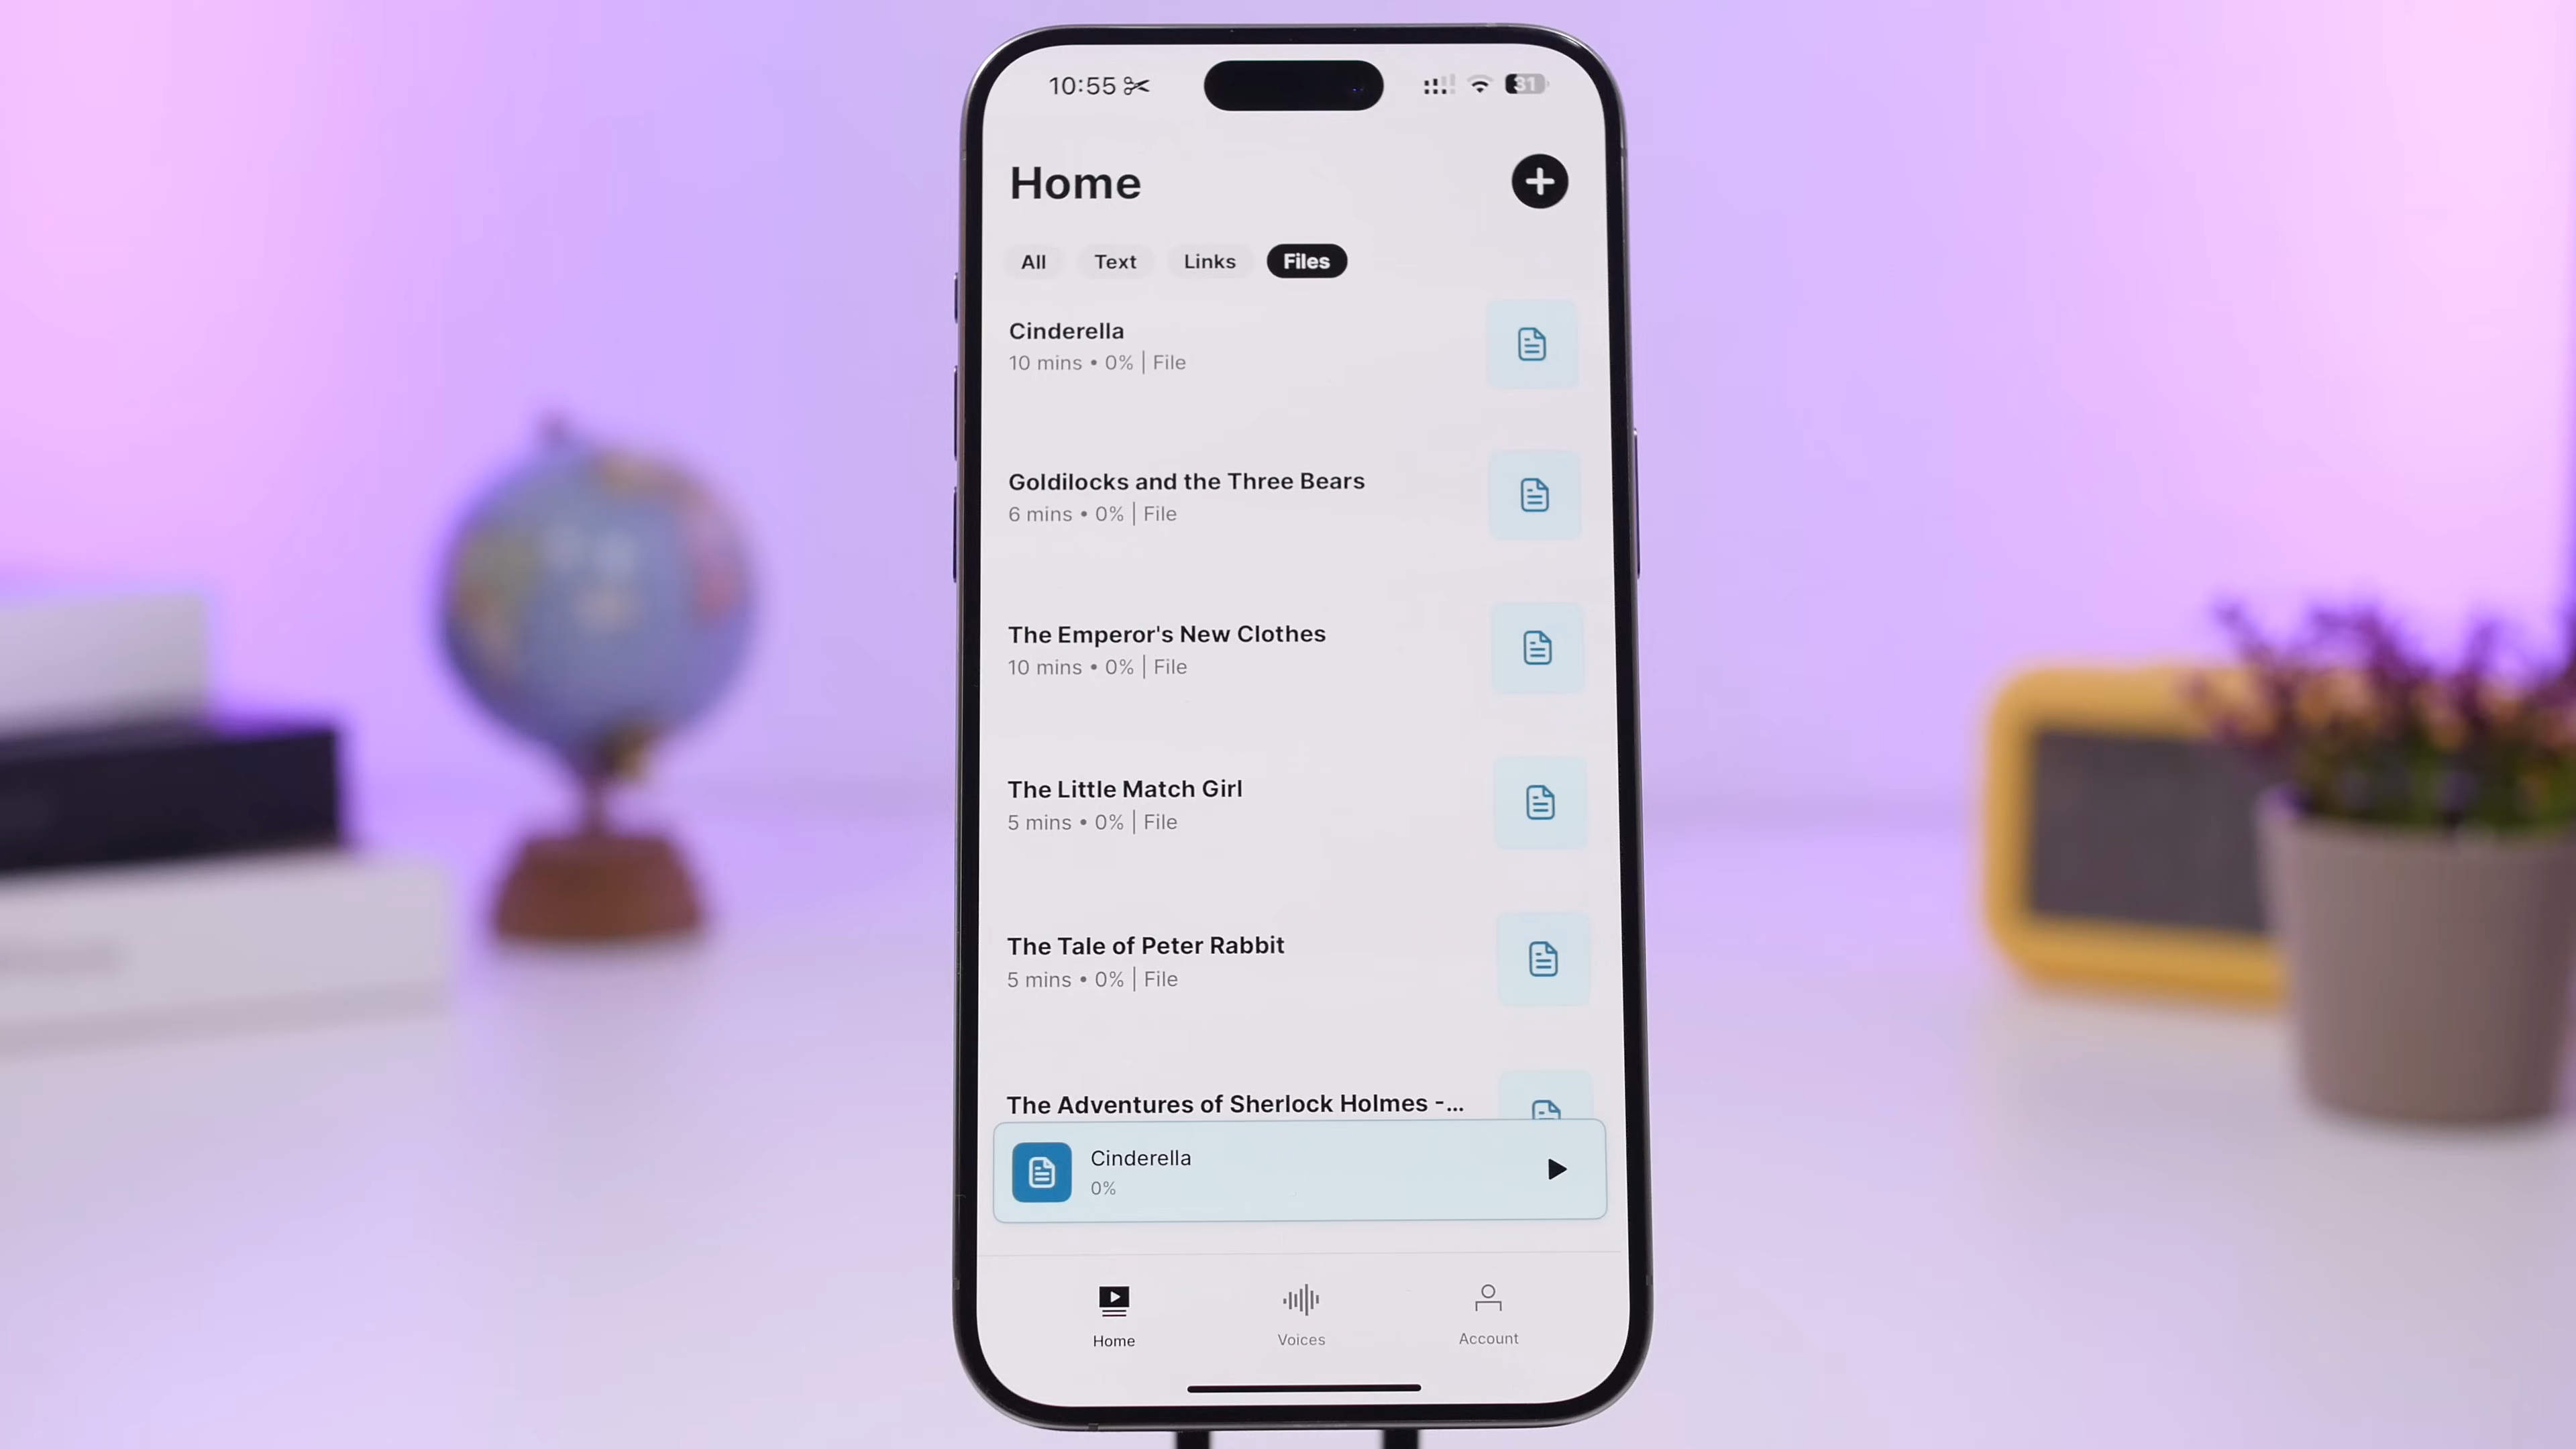 10:55
31
Home
All
Text
Links
Files
Cinderella
10 mins • 0% | File
Goldilocks and the Three Bears
6 mins • 0% | File
The Emperor's New Clothes
10 mins • 0% | File
The Little Match Girl
5 mins • 0% | File
The Tale of Peter Rabbit
5 mins • 0% | File
The Adventures of Sherlock Holmes -...
Cinderella
0%
Home
Voices
Account